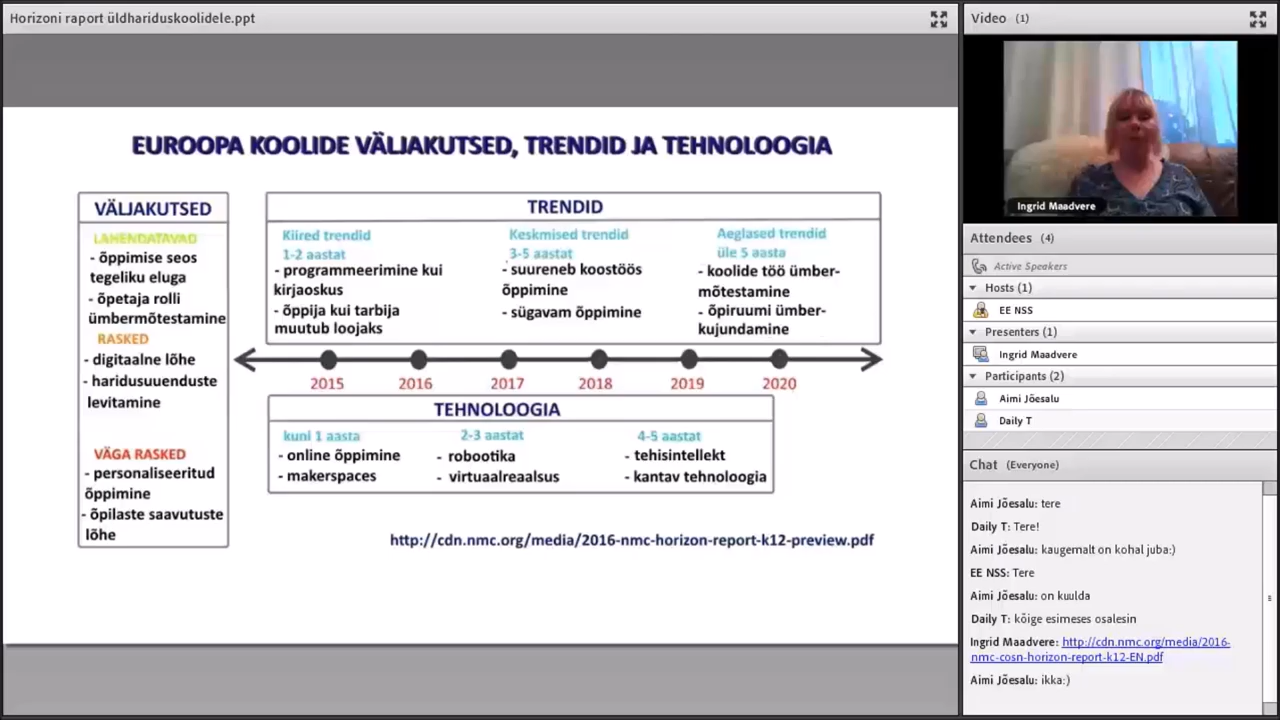 Horizoni raport üldhariduskoolidele.ppt
EUROOPA KOOLIDE VÄLJAKUTSED, TRENDID JA TEHNOLOOGIA
VÄLJAKUTSED
LAHENDATAVAD
- õppimise seos
tegeliku eluga
- õpetaja rolli
ümbermõtestamine
RASKED
- digitaalne lõhe
- haridusuuenduste
levitamine
VÄGA RASKED
- personaliseeritud
õppimine
- õpilaste saavutuste
lõhe
TRENDID
Kiired trendid
1-2 aastat
- programmeerimine kui
kirjaoskus
- õppija kui tarbija
muutub loojaks
Keskmised trendid
3-5 aastat
- suureneb koostöös
õppimine
- sügavam õppimine
Aeglased trendid
üle 5 aasta
- koolide töö ümber-
mõtestamine
- õpiruumi ümber-
kujundamine
2015 2016 2017 2018 2019 2020
TEHNOLOOGIA
kuni 1 aasta
- online õppimine
- makerspaces
2-3 aastat
- robootika
- virtuaalreaalsus
4-5 aastat
- tehisintellekt
- kantav tehnoloogia
http://cdn.nmc.org/media/2016-nmc-horizon-report-k12-preview.pdf
Video (1)
Ingrid Maadvere
Attendees (4)
Active Speakers
Hosts (1)
EE NSS
Presenters (1)
Ingrid Maadvere
Participants (2)
Aimi Jõesalu
Daily T
Chat (Everyone)
Aimi Jõesalu: tere
Daily T: Tere!
Aimi Jõesalu: kaugemalt on kohal juba:)
EE NSS: Tere
Aimi Jõesalu: on kuulda
Daily T: kõige esimeses osalesin
Ingrid Maadvere: http://cdn.nmc.org/media/2016-
nmc-cosn-horizon-report-k12-EN.pdf
Aimi Jõesalu: ikka:)